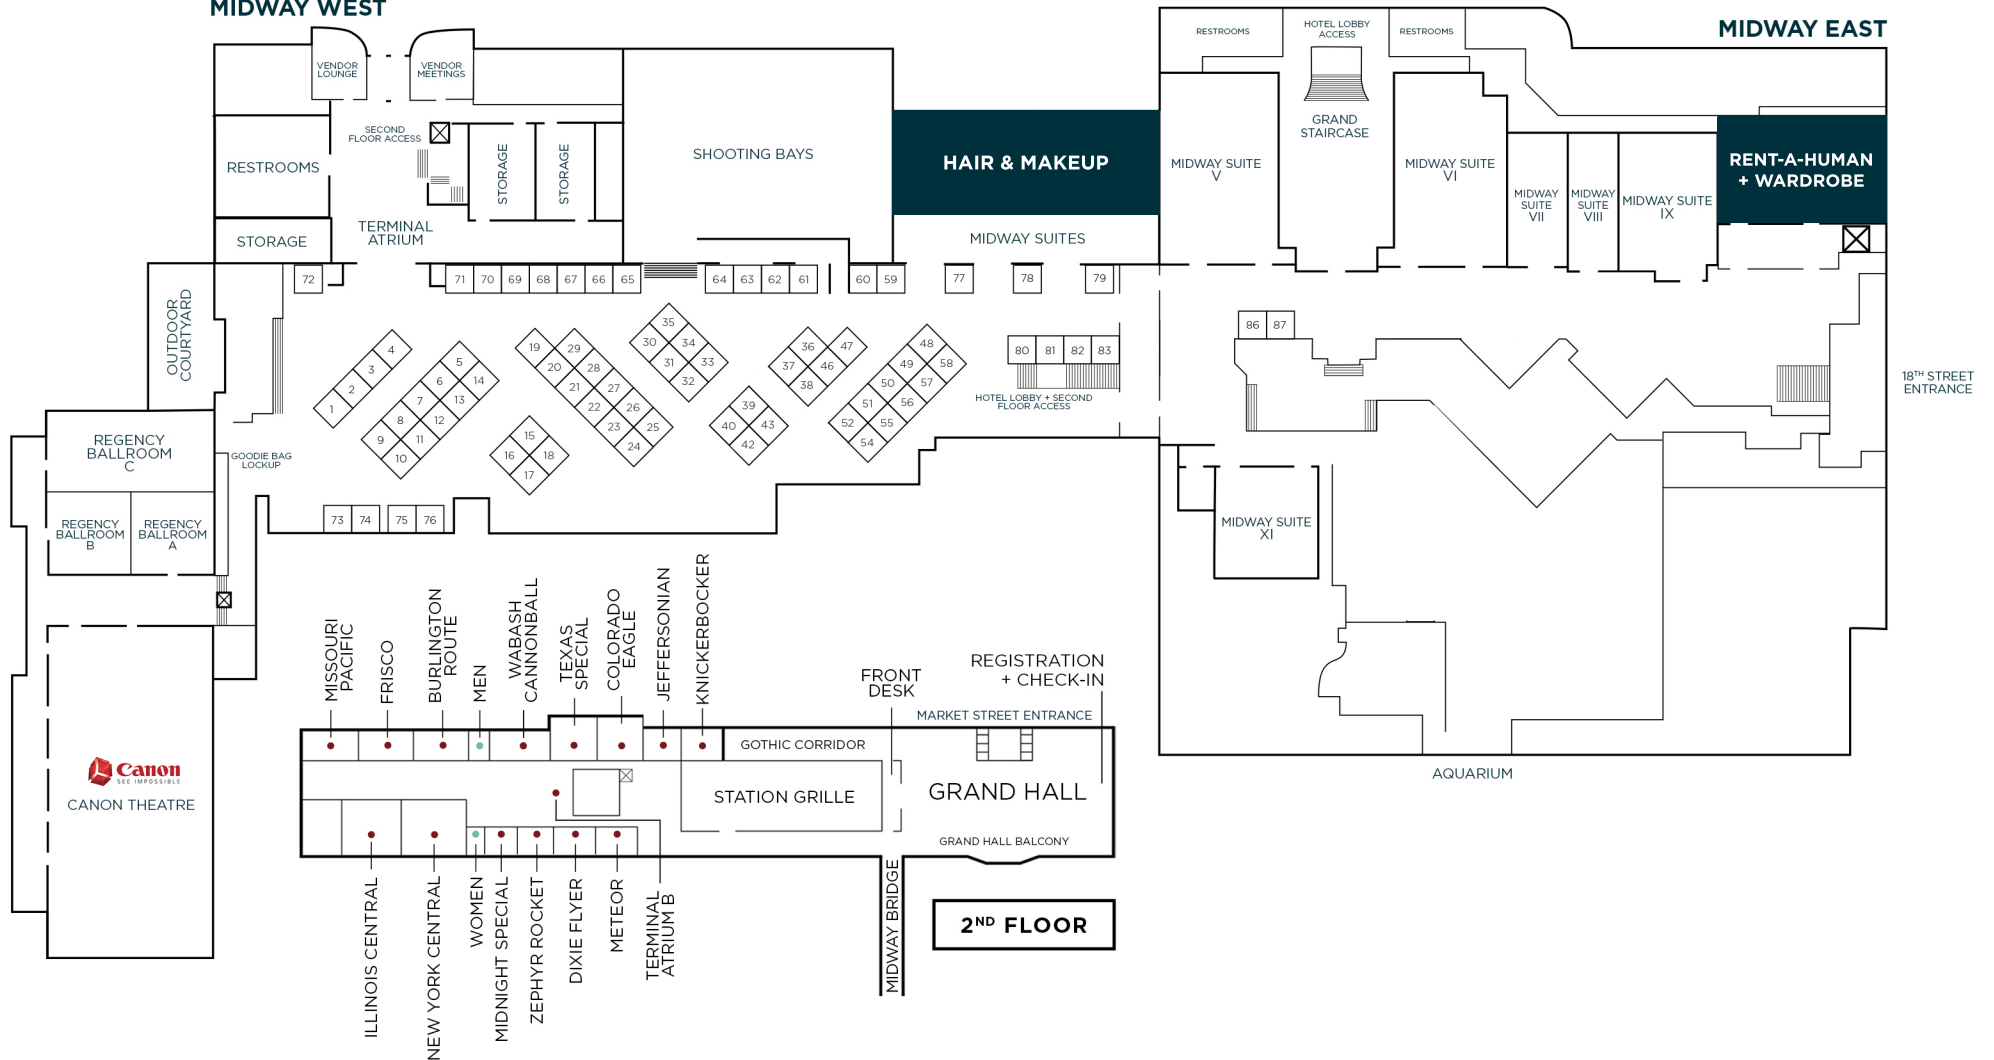 MIDWAY WEST
MIDWAY EAST
RESTROOMS
HOTEL LOBBY
ACCESS
RESTROOMS
VENDOR
LOUNGE
VENDOR
MEETINGS
SECOND
FLOOR ACCESS
GRAND
STAIRCASE
RESTROOMS
STORAGE
STORAGE
SHOOTING BAYS
HAIR & MAKEUP
MIDWAY SUITE
V
MIDWAY SUITE
VI
MIDWAY
SUITE
VII
MIDWAY
SUITE
VIII
MIDWAY SUITE
IX
RENT-A-HUMAN
+ WARDROBE
STORAGE
TERMINAL
ATRIUM
MIDWAY SUITES
72
71 70 69 68 67 66 65
64 63 62 61
60 59
77
78
79
OUTDOOR
COURTYARD
1
2
3
4
5
6
7
8
9
10
11
12
13
14
15
16
17
18
19
20
21
22
23
24
25
26
27
28
29
30
31
32
33
34
35
36
37
38
46
47
39
40
42
43
48
49
50
51
52
54
55
56
57
58
80 81 82 83
HOTEL LOBBY + SECOND
FLOOR ACCESS
86 87
18TH STREET
ENTRANCE
REGENCY
BALLROOM
C
GOODIE BAG
LOCKUP
REGENCY
BALLROOM
B
REGENCY
BALLROOM
A
73 74
75 76
MIDWAY SUITE
XI
AQUARIUM
Canon
SEE IMPOSSIBLE
CANON THEATRE
MISSOURI
PACIFIC
FRISCO
BURLINGTON
ROUTE
MEN
WABASH
CANNONBALL
TEXAS
SPECIAL
COLORADO
EAGLE
JEFFERSONIAN
KNICKERBOCKER
FRONT
DESK
REGISTRATION
+ CHECK-IN
MARKET STREET ENTRANCE
GOTHIC CORRIDOR
STATION GRILLE
GRAND HALL
GRAND HALL BALCONY
ILLINOIS CENTRAL
NEW YORK CENTRAL
WOMEN
MIDNIGHT SPECIAL
ZEPHYR ROCKET
DIXIE FLYER
METEOR
TERMINAL
ATRIUM B
MIDWAY BRIDGE
2ND FLOOR